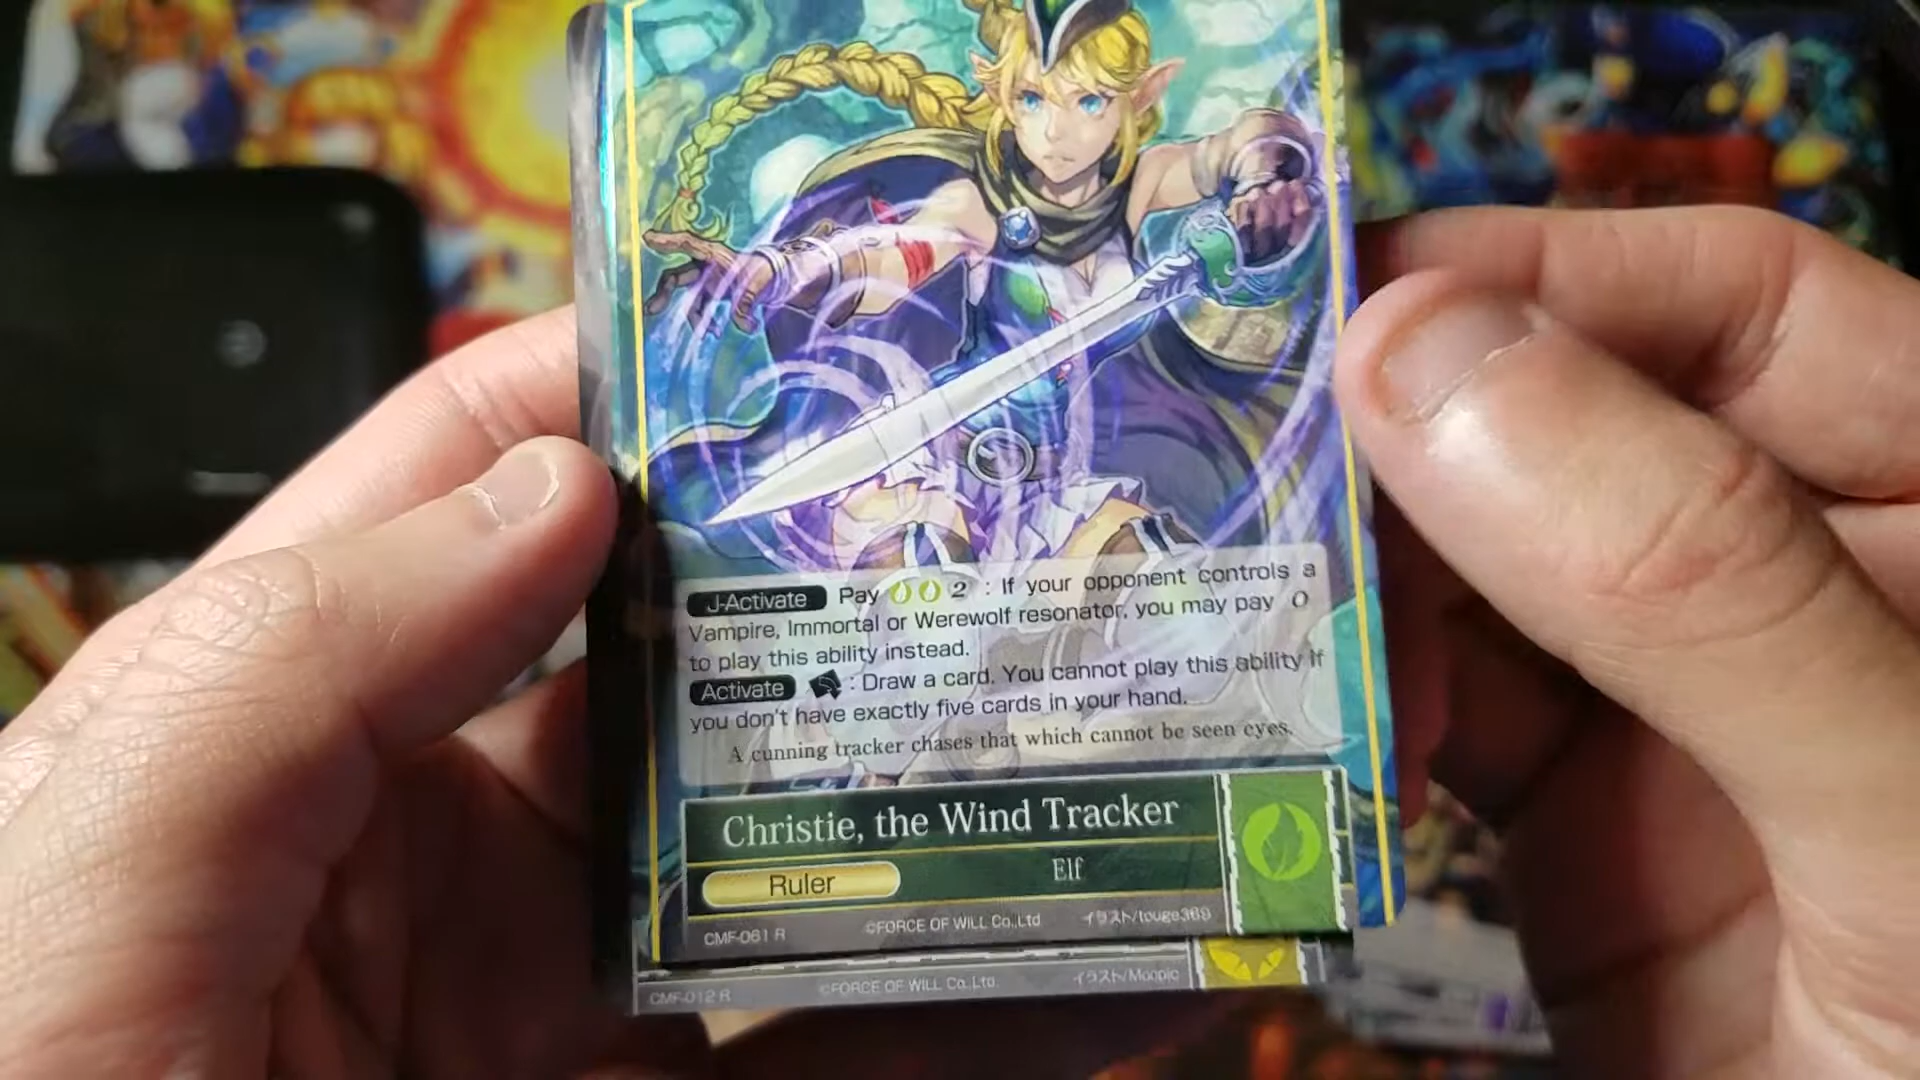 J-Activate Pay 2 : If your opponent controls a
Vampire, Immortal or Werewolf resonator, you may pay 0
to play this ability instead.
Activate : Draw a card. You cannot play this ability if
you don't have exactly five cards in your hand.
A cunning tracker chases that which cannot be seen eyes.
Christie, the Wind Tracker
Ruler Elf
CMF-061 R ©FORCE OF WILL Co.,Ltd イラスト/touge369
CMF-012 R ©FORCE OF WILL Co.,Ltd. イラスト/Moopic